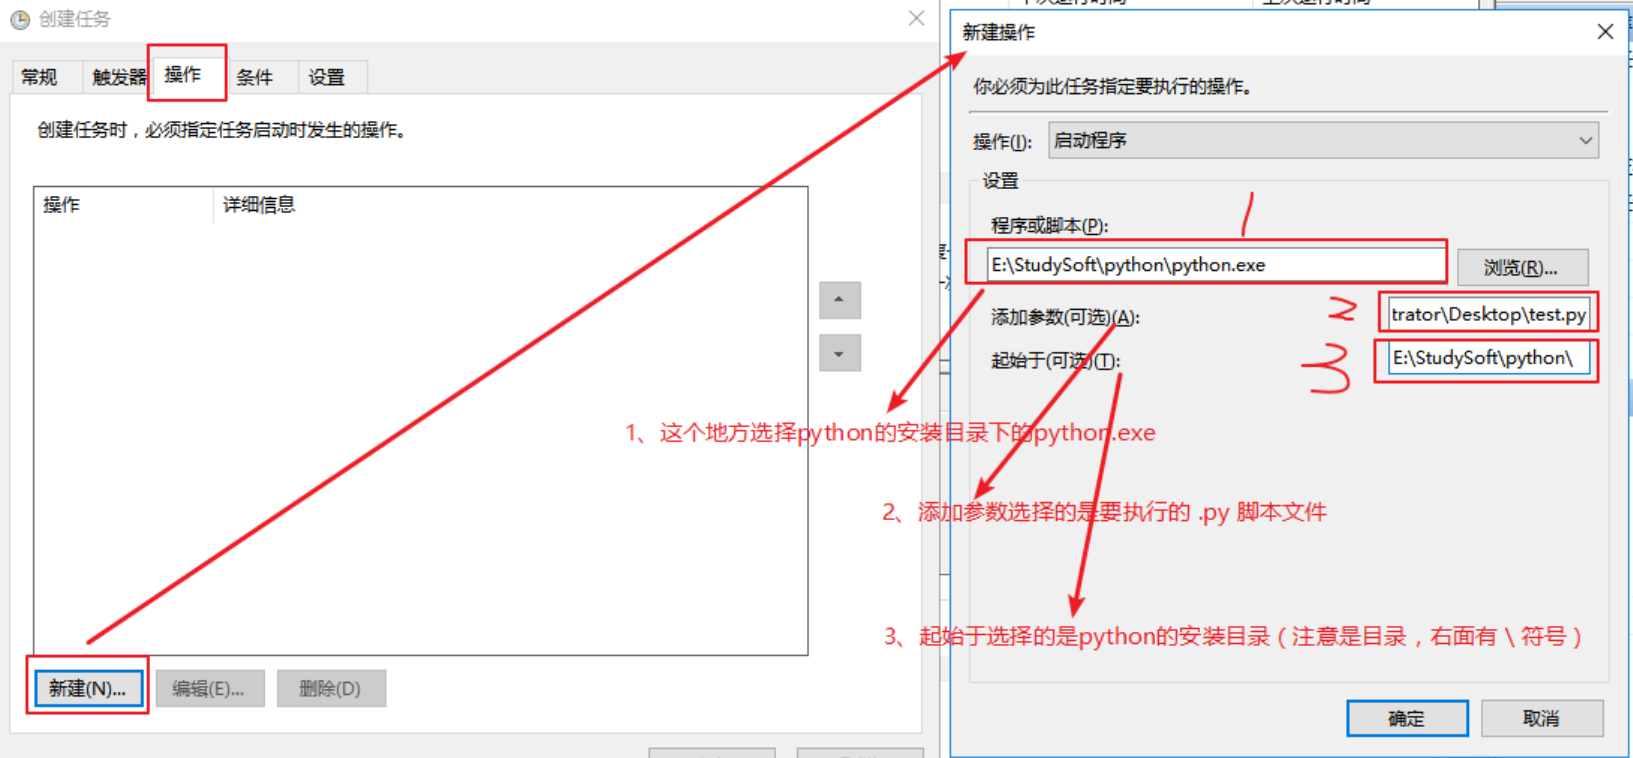 创建任务
常规 触发器 操作 条件 设置
创建任务时，必须指定任务启动时发生的操作。
操作 详细信息
新建(N)... 编辑(E)... 删除(D)
新建操作
你必须为此任务指定要执行的操作。
操作(I): 启动程序
设置
程序或脚本(P):
1
E:\StudySoft\python\python.exe 浏览(R)...
添加参数(可选)(A): 2 trator\Desktop\test.py
起始于(可选)(T): 3 E:\StudySoft\python\
1、这个地方选择python的安装目录下的python.exe
2、添加参数选择的是要执行的 .py 脚本文件
3、起始于选择的是python的安装目录（注意是目录，右面有 \ 符号）
确定 取消